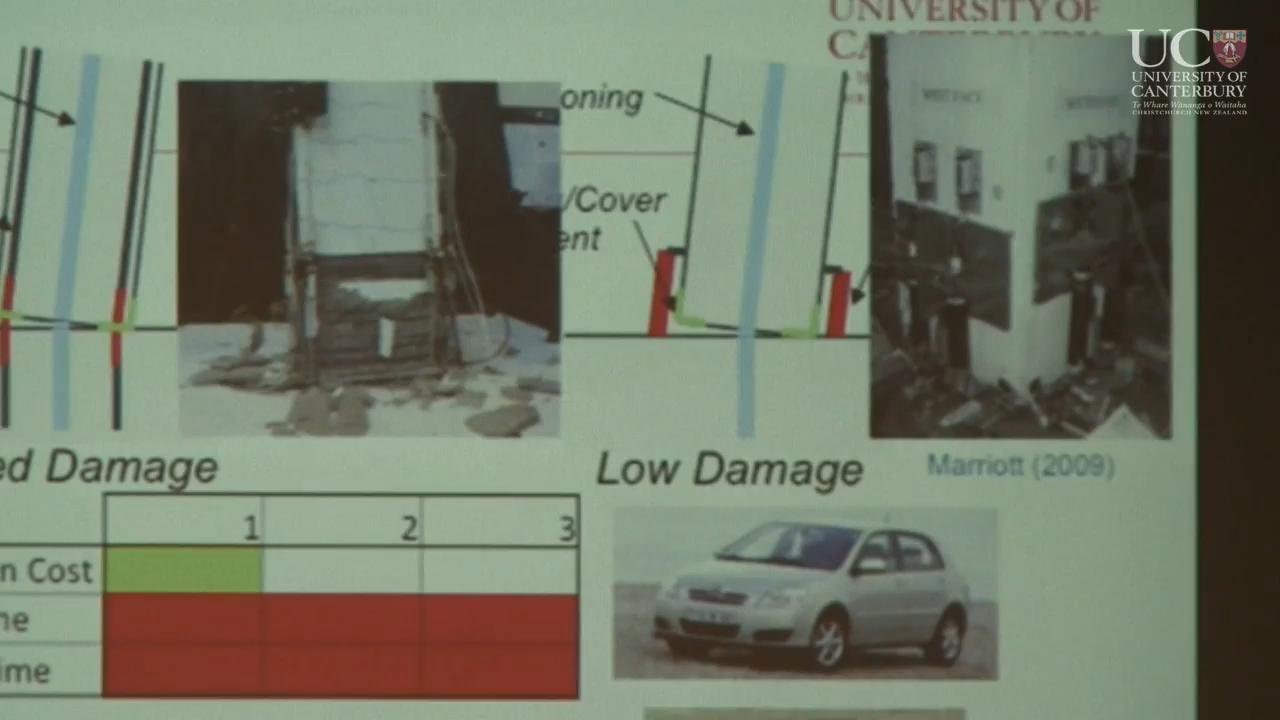 UNIVERSITY OF
UC
UNIVERSITY OF
CANTERBURY
Te Whare Wānanga o Waitaha
CHRISTCHURCH NEW ZEALAND
oning
/Cover
ent
ed Damage
Low Damage
Marriott (2009)
1 2 3
n Cost
me
ime